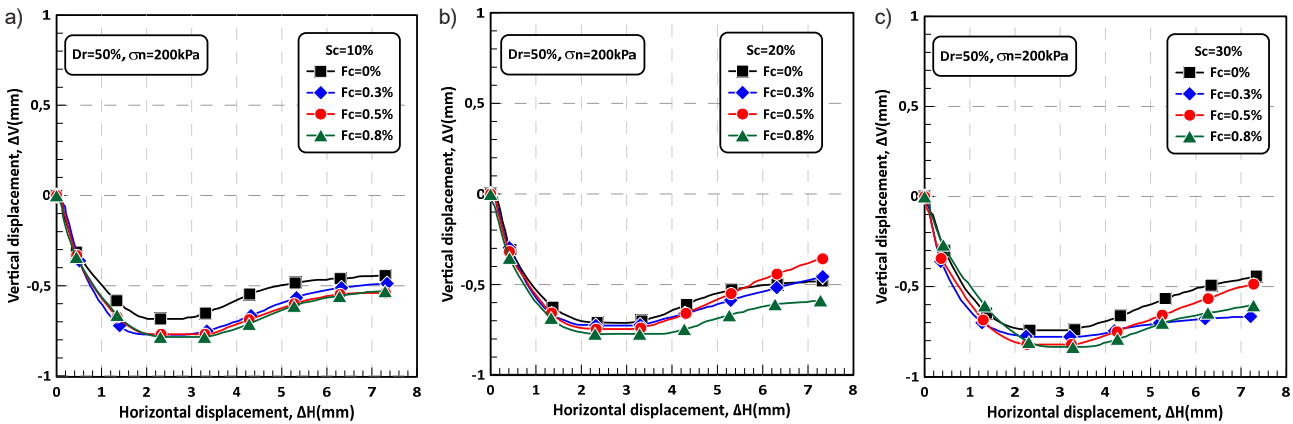 a)
Vertical displacement, ΔV(mm)
1
0,5
0
-0,5
-1
Dr=50%, σn=200kPa
Sc=10%
Fc=0%
Fc=0.3%
Fc=0.5%
Fc=0.8%
0 1 2 3 4 5 6 7 8
Horizontal displacement, ΔH(mm)
b)
Vertical displacement, ΔV(mm)
1
0,5
0
-0,5
-1
Dr=50%, σn=200kPa
Sc=20%
Fc=0%
Fc=0.3%
Fc=0.5%
Fc=0.8%
0 1 2 3 4 5 6 7 8
Horizontal displacement, ΔH(mm)
c)
Vertical displacement, ΔV(mm)
1
0,5
0
-0,5
-1
Dr=50%, σn=200kPa
Sc=30%
Fc=0%
Fc=0.3%
Fc=0.5%
Fc=0.8%
0 1 2 3 4 5 6 7 8
Horizontal displacement, ΔH(mm)